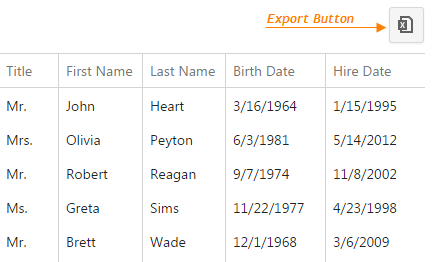 Export Button
Title First Name Last Name Birth Date Hire Date
Mr. John Heart 3/16/1964 1/15/1995
Mrs. Olivia Peyton 6/3/1981 5/14/2012
Mr. Robert Reagan 9/7/1974 11/8/2002
Ms. Greta Sims 11/22/1977 4/23/1998
Mr. Brett Wade 12/1/1968 3/6/2009